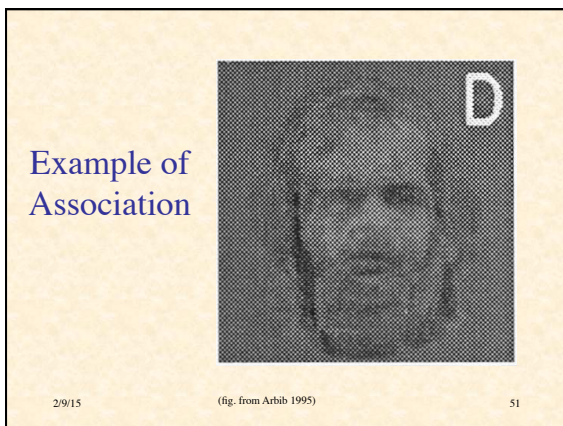 Example of
Association
D
2/9/15
(fig. from Arbib 1995)
51